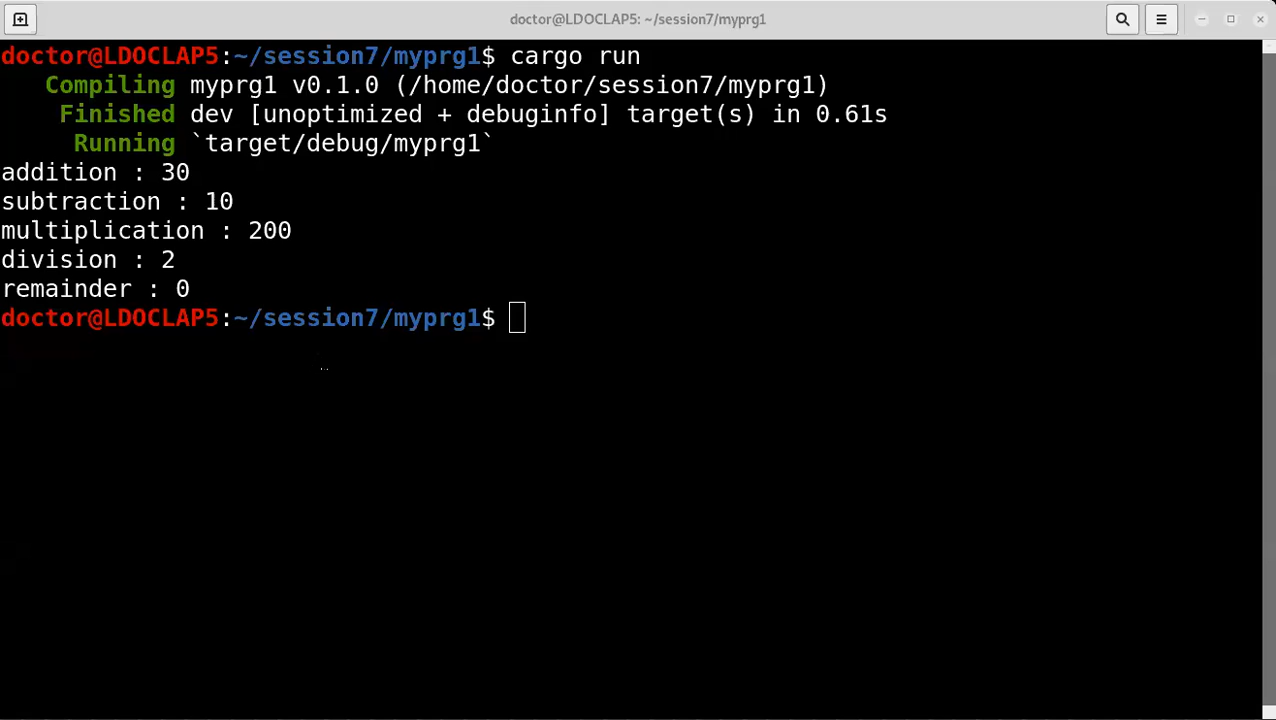 doctor@LDOCLAP5: ~/session7/myprg1
doctor@LDOCLAP5:~/session7/myprg1$ cargo run
Compiling myprg1 v0.1.0 (/home/doctor/session7/myprg1)
Finished dev [unoptimized + debuginfo] target(s) in 0.61s
Running `target/debug/myprg1`
addition : 30
subtraction : 10
multiplication : 200
division : 2
remainder : 0
doctor@LDOCLAP5:~/session7/myprg1$